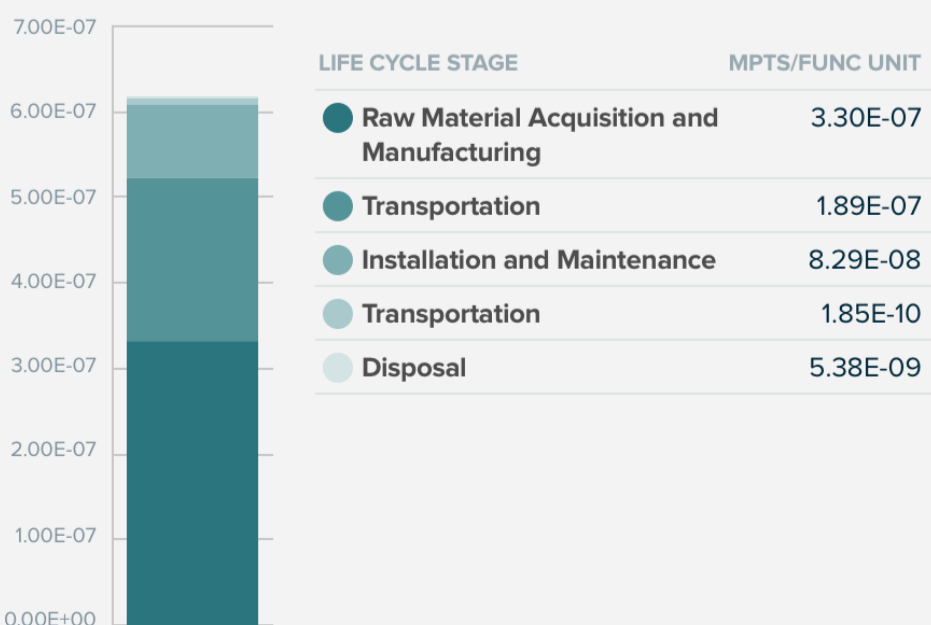 7.00E-07
6.00E-07
5.00E-07
4.00E-07
3.00E-07
2.00E-07
1.00E-07
0.00E+00
LIFE CYCLE STAGE MPTS/FUNC UNIT
Raw Material Acquisition and 3.30E-07
Manufacturing
Transportation 1.89E-07
Installation and Maintenance 8.29E-08
Transportation 1.85E-10
Disposal 5.38E-09